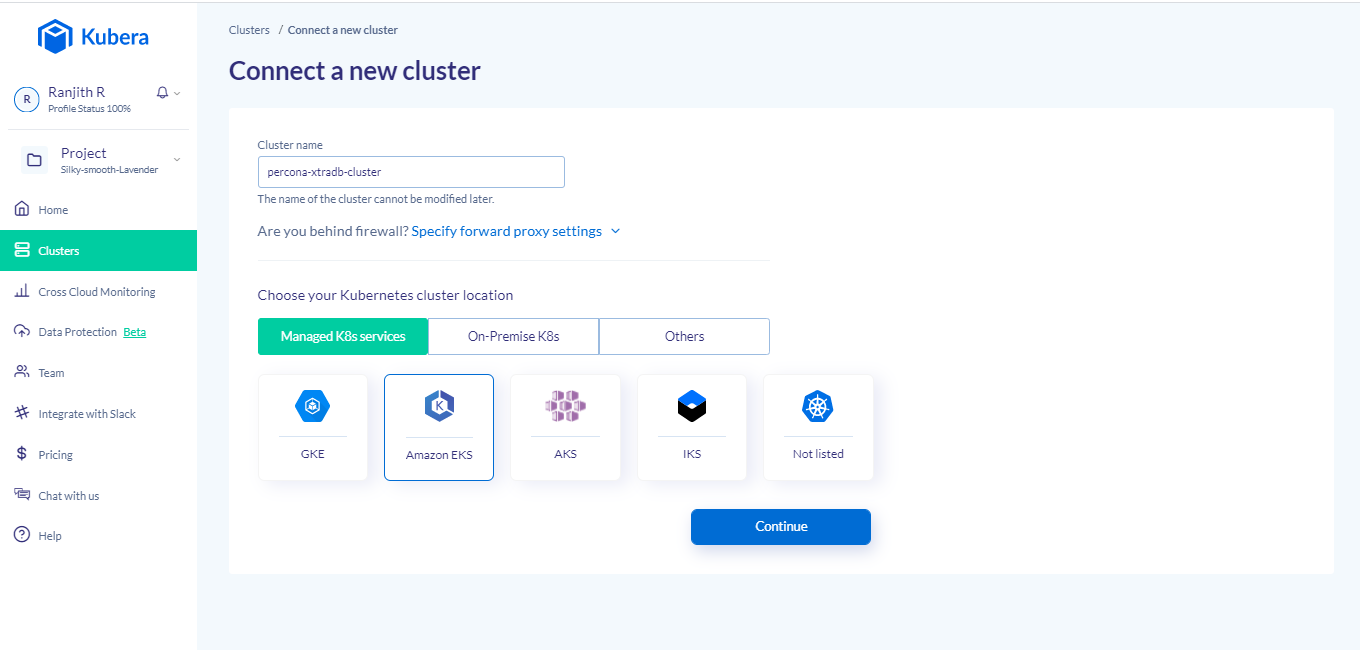 Kubera
R
Ranjith R
Profile Status 100%
Project
Silky-smooth-Lavender
Home
Clusters
Cross Cloud Monitoring
Data Protection Beta
Team
Integrate with Slack
Pricing
Chat with us
Help
Clusters / Connect a new cluster
Connect a new cluster
Cluster name
percona-xtradb-cluster
The name of the cluster cannot be modified later.
Are you behind firewall? Specify forward proxy settings
Choose your Kubernetes cluster location
Managed K8s services On-Premise K8s Others
K
GKE Amazon EKS AKS IKS Not listed
Continue